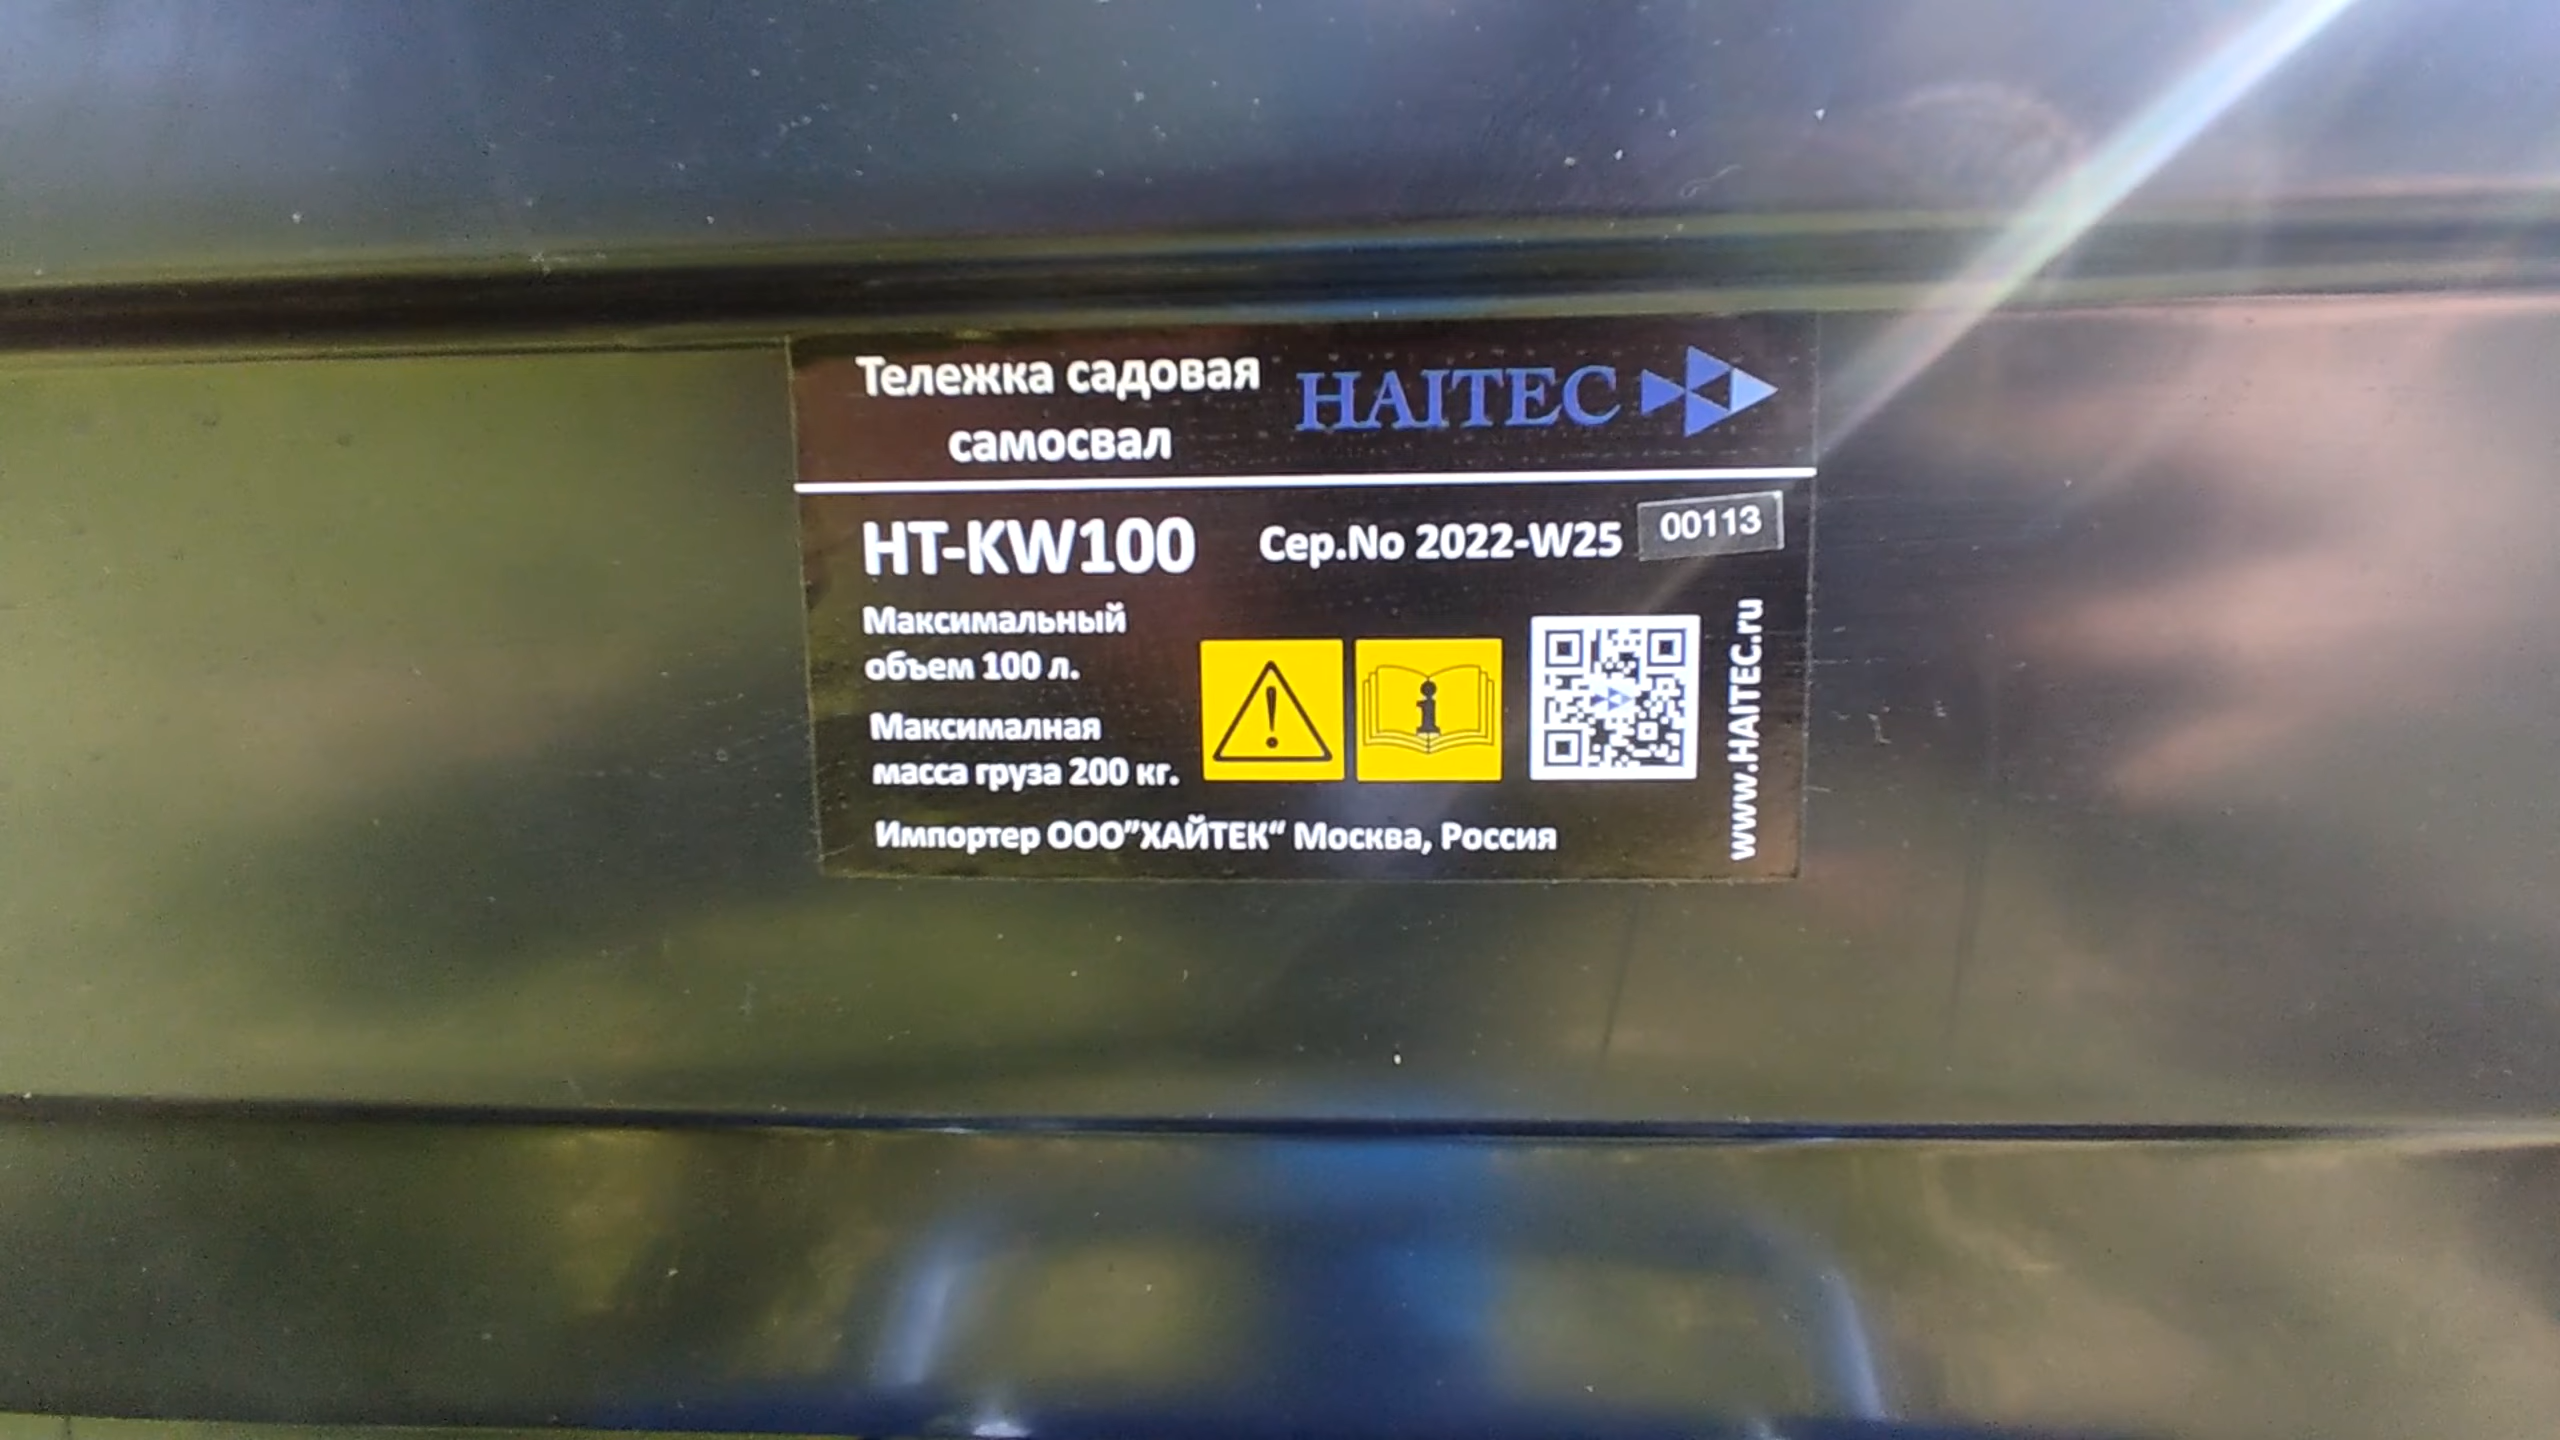 Тележка садовая
самосвал
HAITEC
HT-KW100
Сер.No 2022-W25 00113
Максимальный
объем 100 л.
Максималная
масса груза 200 кг.
www.HAITEC.ru
Импортер ООО"ХАЙТЕК“ Москва, Россия